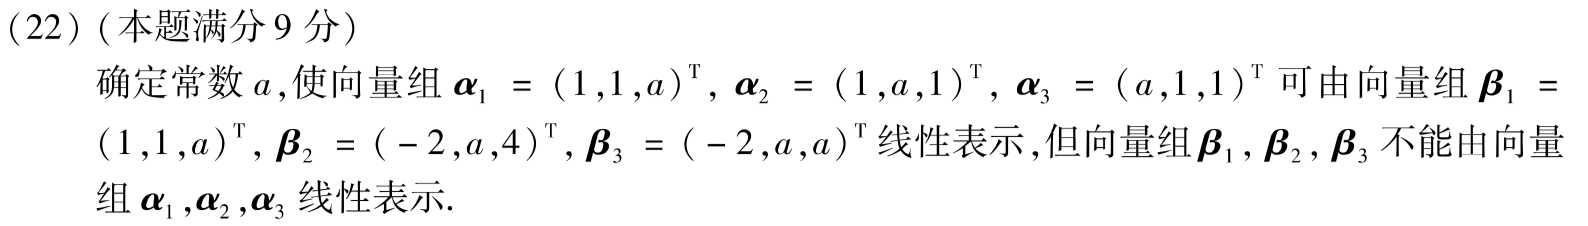 (22) (本题满分9分)
确定常数 a,使向量组 α₁ = (1,1,a)ᵀ, α₂ = (1,a,1)ᵀ, α₃ = (a,1,1)ᵀ 可由向量组 β₁ =
(1,1,a)ᵀ, β₂ = (-2,a,4)ᵀ, β₃ = (-2,a,a)ᵀ 线性表示,但向量组 β₁, β₂, β₃ 不能由向量
组 α₁,α₂,α₃ 线性表示.